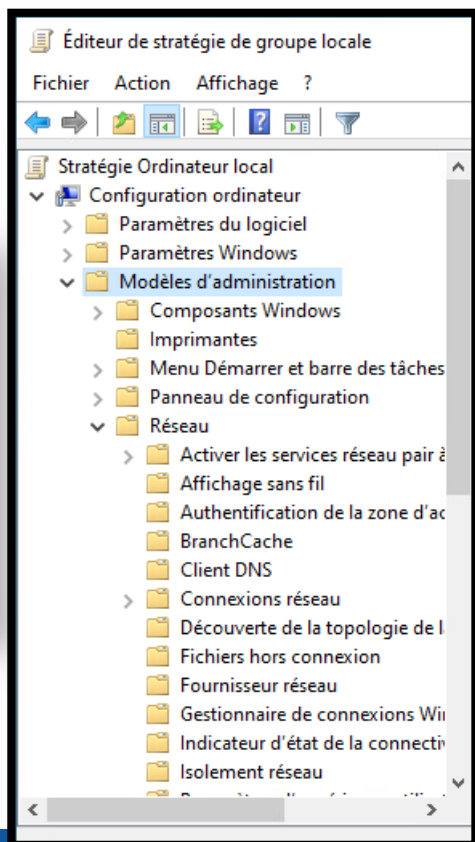 Éditeur de stratégie de groupe locale
Fichier Action Affichage ?
Stratégie Ordinateur local
Configuration ordinateur
Paramètres du logiciel
Paramètres Windows
Modèles d'administration
Composants Windows
Imprimantes
Menu Démarrer et barre des tâches
Panneau de configuration
Réseau
Activer les services réseau pair à
Affichage sans fil
Authentification de la zone d'ac
BranchCache
Client DNS
Connexions réseau
Découverte de la topologie de l
Fichiers hors connexion
Fournisseur réseau
Gestionnaire de connexions Wi
Indicateur d'état de la connecti
Isolement réseau